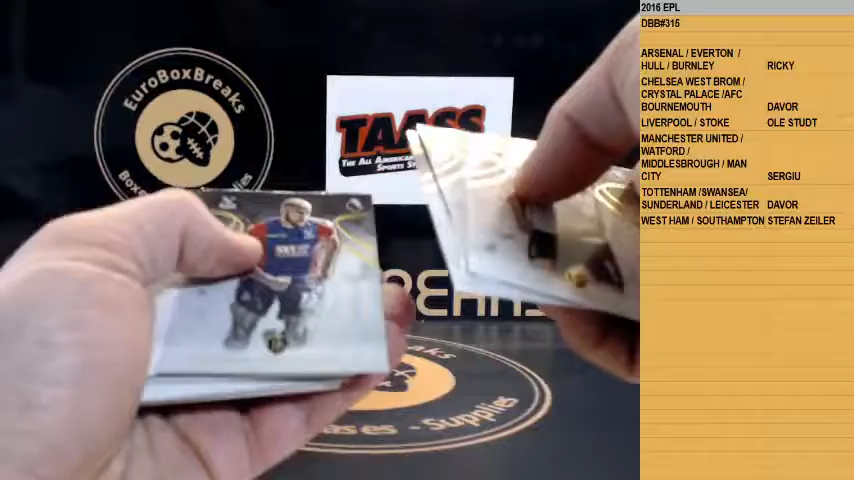 EuroBoxBreaks
TAASS
THE ALL AMERICAN
SPORTS
2016 EPL
DBB#315
ARSENAL / EVERTON /
HULL / BURNLEY RICKY
CHELSEA WEST BROM /
CRYSTAL PALACE /AFC
BOURNEMOUTH DAVOR
LIVERPOOL / STOKE OLE STUDT
MANCHESTER UNITED /
WATFORD /
MIDDLESBROUGH / MAN
CITY SERGIU
TOTTENHAM /SWANSEA/
SUNDERLAND / LEICESTER DAVOR
WEST HAM / SOUTHAMPTON STEFAN ZEILER
Supplies